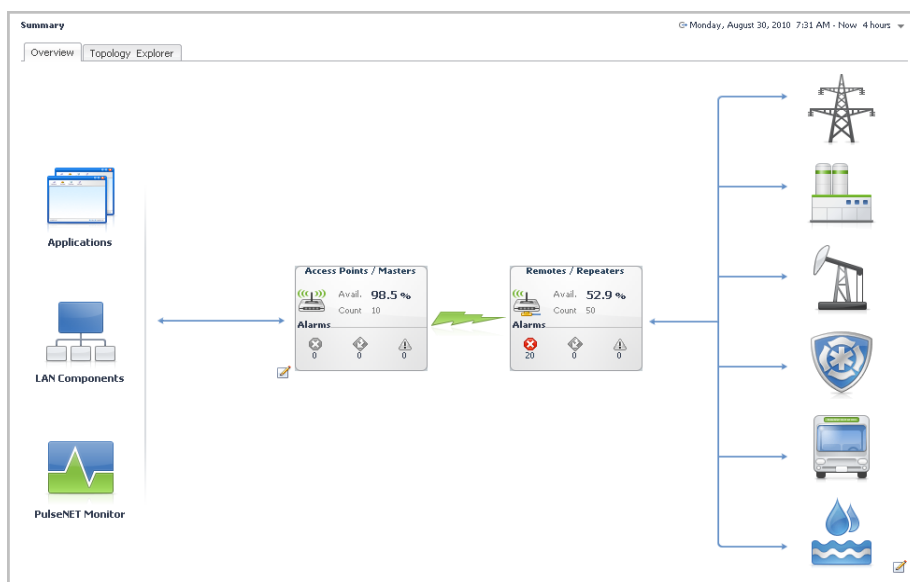 Summary
Monday, August 30, 2010 7:31 AM - Now 4 hours
Overview
Topology Explorer
Applications
LAN Components
PulseNET Monitor
Access Points / Masters
Avail. 98.5 %
Count 10
Alarms
0 0 0
Remotes / Repeaters
Avail. 52.9 %
Count 50
Alarms
20 0 0